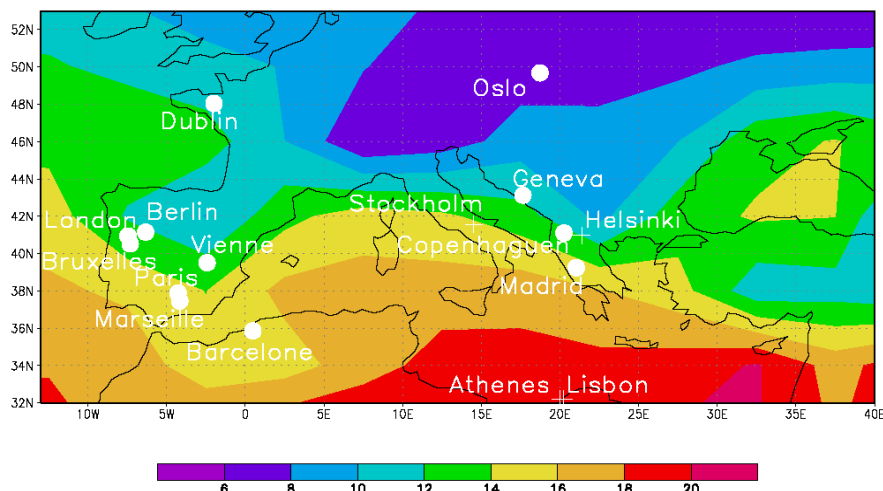 52N
50N
48N
46N
44N
42N
40N
38N
36N
34N
32N
Oslo
Dublin
Geneva
Stockholm
London
Berlin
Helsinki
Vienne
Copenhaguen
Bruxelles
Paris
Madrid
Marseille
Barcelone
Athenes
Lisbon
10W 5W 0 5E 10E 15E 20E 25E 30E 35E 40E
6 8 10 12 14 16 18 20